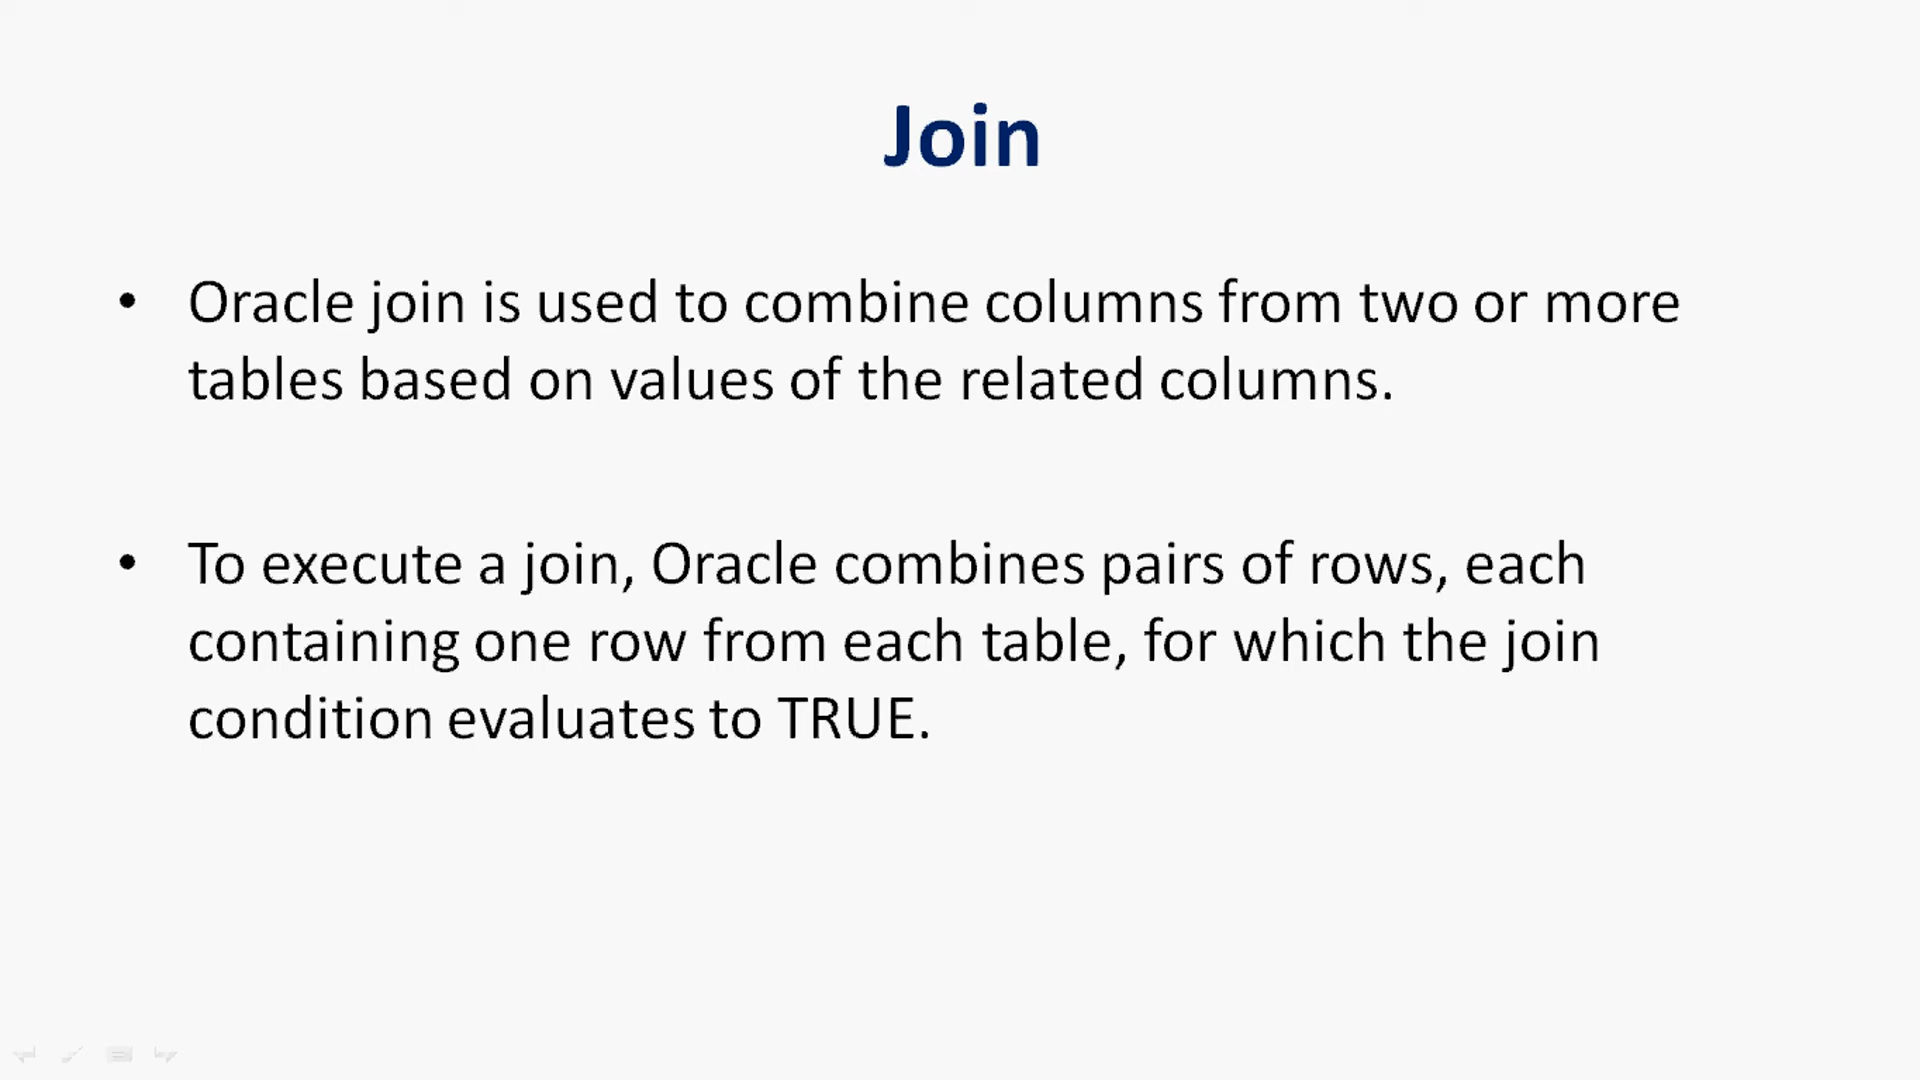 Join
• Oracle join is used to combine columns from two or more
tables based on values of the related columns.
• To execute a join, Oracle combines pairs of rows, each
containing one row from each table, for which the join
condition evaluates to TRUE.